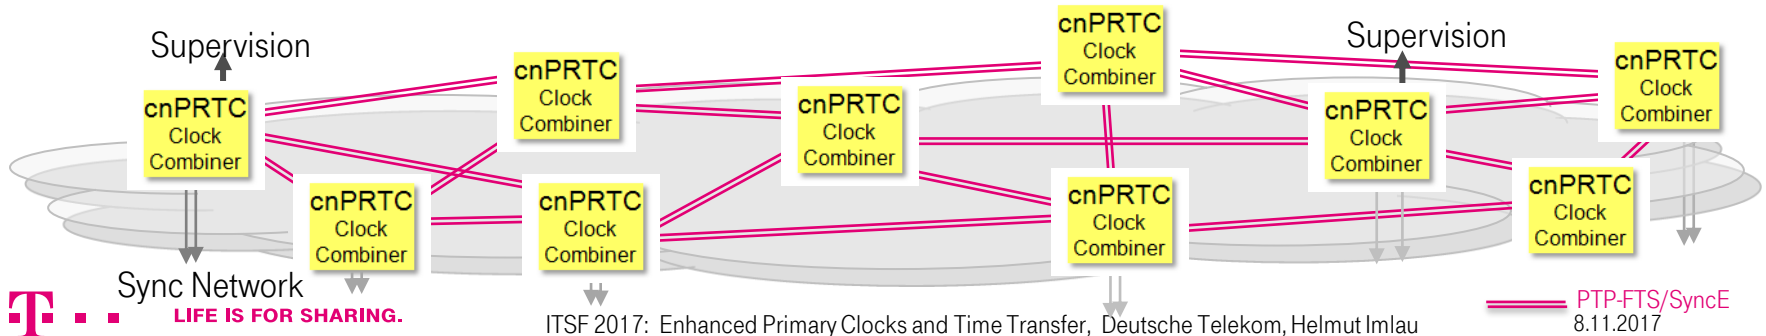 Supervision
cnPRTC
Clock
Combiner
cnPRTC
Clock
Combiner
cnPRTC
Clock
Combiner
cnPRTC
Clock
Combiner
cnPRTC
Clock
Combiner
cnPRTC
Clock
Combiner
cnPRTC
Clock
Combiner
Supervision
cnPRTC
Clock
Combiner
cnPRTC
Clock
Combiner
cnPRTC
Clock
Combiner
Sync Network
T
LIFE IS FOR SHARING.
ITSF 2017: Enhanced Primary Clocks and Time Transfer, Deutsche Telekom, Helmut Imlau
PTP-FTS/SyncE
8.11.2017